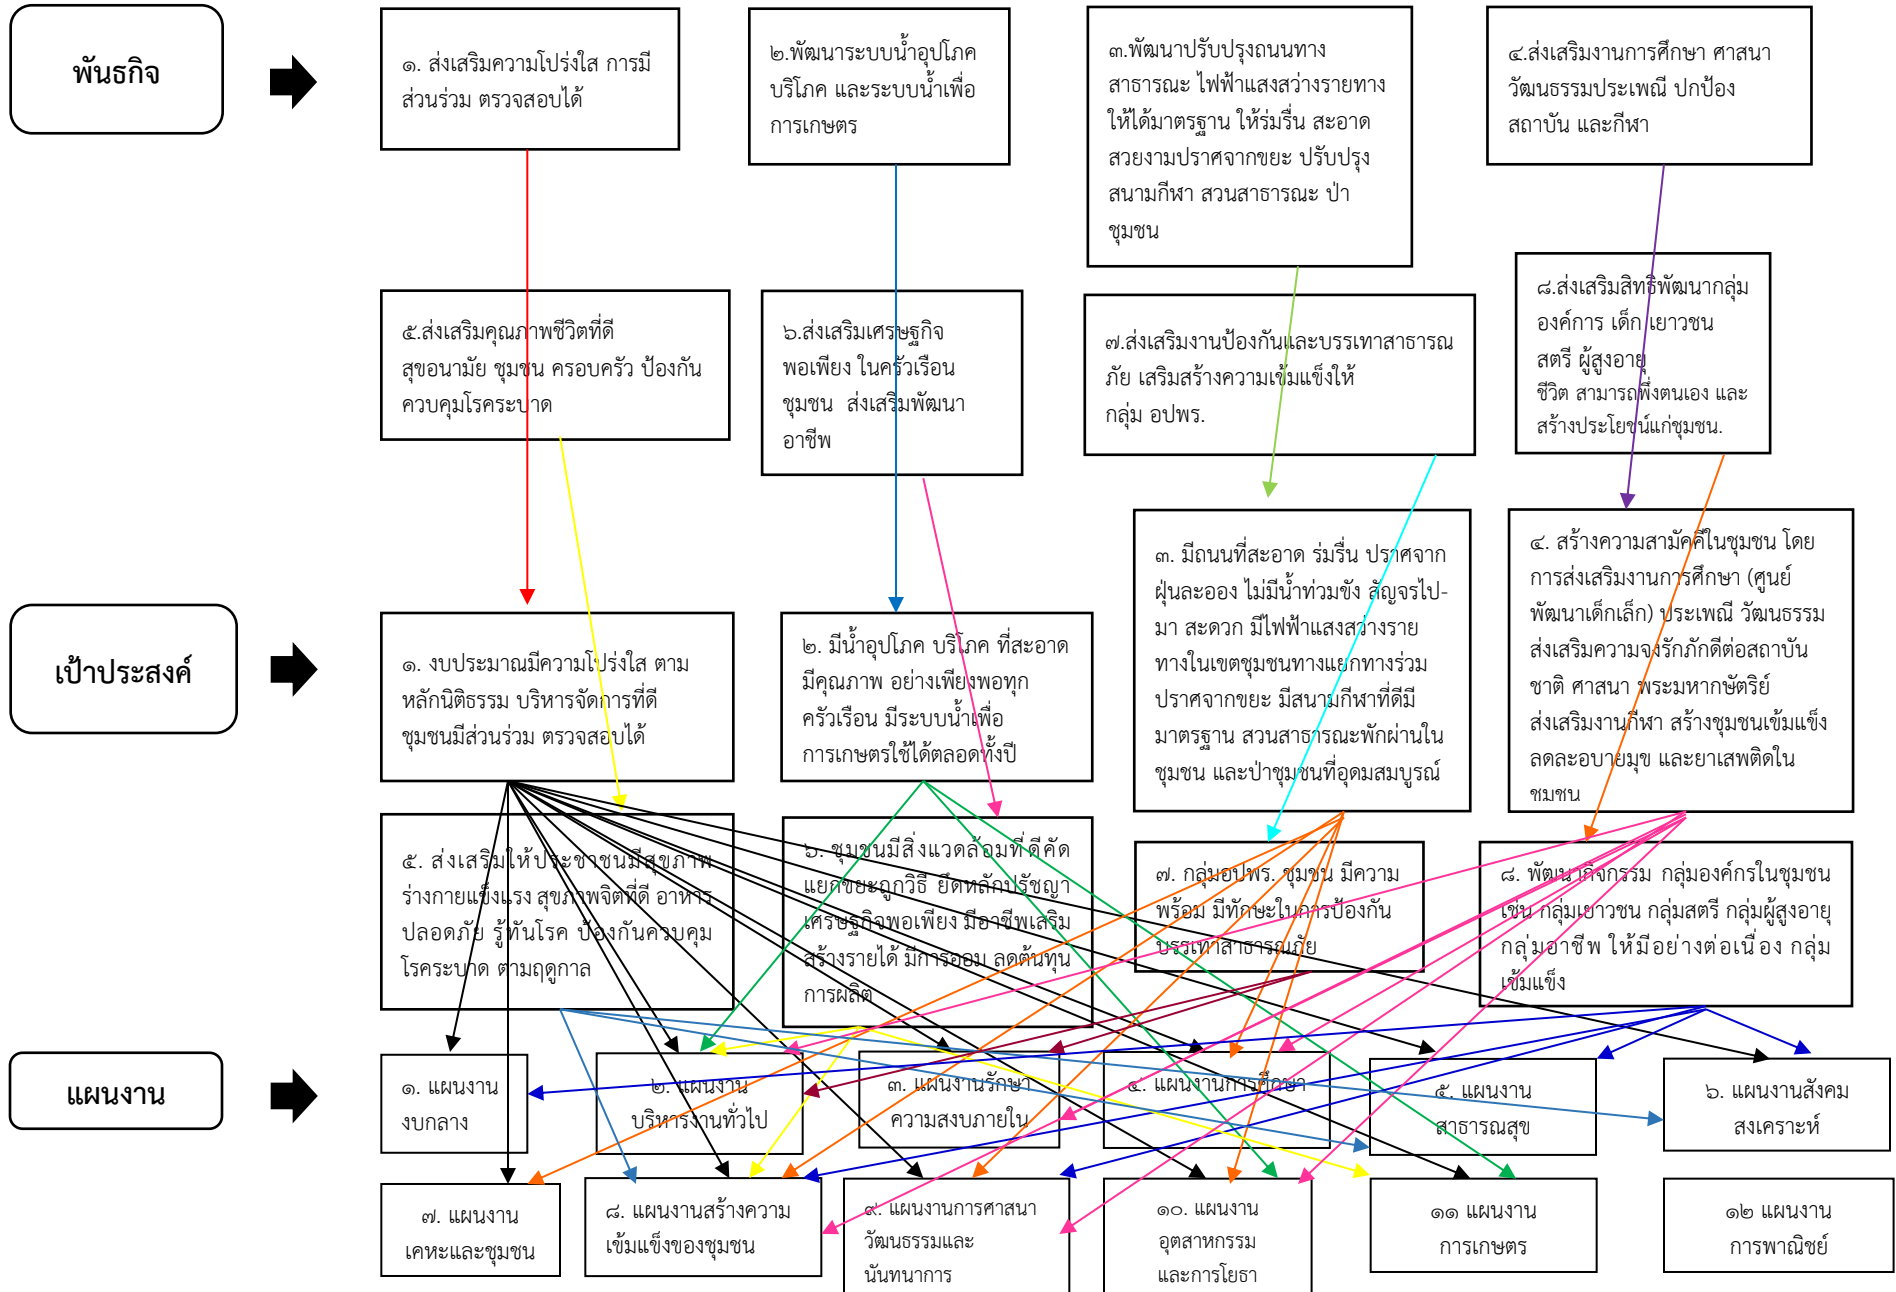 พันธกิจ
๑. ส่งเสริมความโปร่งใส การมี
ส่วนร่วม ตรวจสอบได้
๒.พัฒนาระบบน้ำอุปโภค
บริโภค และระบบน้ำเพื่อ
การเกษตร
๓.พัฒนาปรับปรุงถนนทาง
สาธารณะ ไฟฟ้าแสงสว่างรายทาง
ให้ได้มาตรฐาน ให้ร่มรื่น สะอาด
สวยงามปราศจากขยะ ปรับปรุง
สนามกีฬา สวนสาธารณะ ป่า
ชุมชน
๔.ส่งเสริมงานการศึกษา ศาสนา
วัฒนธรรมประเพณี ปกป้อง
สถาบัน และกีฬา
๕.ส่งเสริมคุณภาพชีวิตที่ดี
สุขอนามัย ชุมชน ครอบครัว ป้องกัน
ควบคุมโรคระบาด
๖.ส่งเสริมเศรษฐกิจ
พอเพียง ในครัวเรือน
ชุมชน ส่งเสริมพัฒนา
อาชีพ
๗.ส่งเสริมงานป้องกันและบรรเทาสาธารณ
ภัย เสริมสร้างความเข้มแข็งให้
กลุ่ม อปพร.
๘.ส่งเสริมสิทธิพัฒนากลุ่ม
องค์การ เด็ก เยาวชน
สตรี ผู้สูงอายุ
ชีวิต สามารถพึ่งตนเอง และ
สร้างประโยชน์แก่ชุมชน.
เป้าประสงค์
๑. งบประมาณมีความโปร่งใส ตาม
หลักนิติธรรม บริหารจัดการที่ดี
ชุมชนมีส่วนร่วม ตรวจสอบได้
๒. มีน้ำอุปโภค บริโภค ที่สะอาด
มีคุณภาพ อย่างเพียงพอทุก
ครัวเรือน มีระบบน้ำเพื่อ
การเกษตรใช้ได้ตลอดทั้งปี
๓. มีถนนที่สะอาด ร่มรื่น ปราศจาก
ฝุ่นละออง ไม่มีน้ำท่วมขัง สัญจรไป-
มา สะดวก มีไฟฟ้าแสงสว่างราย
ทางในเขตชุมชนทางแยกทางร่วม
ปราศจากขยะ มีสนามกีฬาที่ดีมี
มาตรฐาน สวนสาธารณะพักผ่านใน
ชุมชน และป่าชุมชนที่อุดมสมบูรณ์
๔. สร้างความสามัคคีในชุมชน โดย
การส่งเสริมงานการศึกษา (ศูนย์
พัฒนาเด็กเล็ก) ประเพณี วัฒนธรรม
ส่งเสริมความจงรักภักดีต่อสถาบัน
ชาติ ศาสนา พระมหากษัตริย์
ส่งเสริมงานกีฬา สร้างชุมชนเข้มแข็ง
ลดละอบายมุข และยาเสพติดใน
ชุมชน
๕. ส่งเสริมให้ประชาชนมีสุขภาพ
ร่างกายแข็งแรง สุขภาพจิตที่ดี อาหาร
ปลอดภัย รู้ทันโรค ป้องกันควบคุม
โรคระบาด ตามฤดูกาล
๖. ชุมชนมีสิ่งแวดล้อมที่ดีคัด
แยกขยะถูกวิธี ยึดหลักปรัชญา
เศรษฐกิจพอเพียง มีอาชีพเสริม
สร้างรายได้ มีการออม ลดต้นทุน
การผลิต
๗. กลุ่มอปพร. ชุมชน มีความ
พร้อม มีทักษะในการป้องกัน
บรรเทาสาธารณภัย
๘. พัฒนากิจกรรม กลุ่มองค์กรในชุมชน
เช่น กลุ่มเยาวชน กลุ่มสตรี กลุ่มผู้สูงอายุ
กลุ่มอาชีพ ให้มีอย่างต่อเนื่อง กลุ่ม
เข้มแข็ง
แผนงาน
๑. แผนงาน
งบกลาง
๒. แผนงาน
บริหารงานทั่วไป
๓. แผนงานรักษา
ความสงบภายใน
๔. แผนงานการศึกษา
๕. แผนงาน
สาธารณสุข
๖. แผนงานสังคม
สงเคราะห์
๗. แผนงาน
เคหะและชุมชน
๘. แผนงานสร้างความ
เข้มแข็งของชุมชน
๙. แผนงานการศาสนา
วัฒนธรรมและ
นันทนาการ
๑๐. แผนงาน
อุตสาหกรรม
และการโยธา
๑๑ แผนงาน
การเกษตร
๑๒ แผนงาน
การพาณิชย์